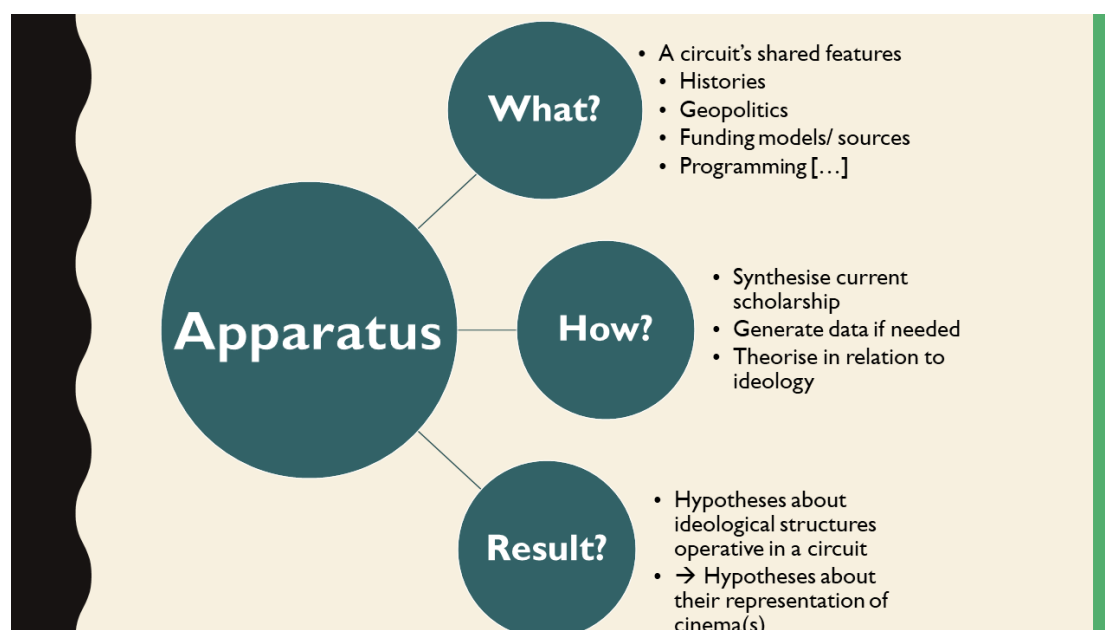 What?
• A circuit's shared features
• Histories
• Geopolitics
• Funding models/ sources
• Programming […]
Apparatus
How?
• Synthesise current
scholarship
• Generate data if needed
• Theorise in relation to
ideology
Result?
• Hypotheses about
ideological structures
operative in a circuit
• → Hypotheses about
their representation of
cinema(s)